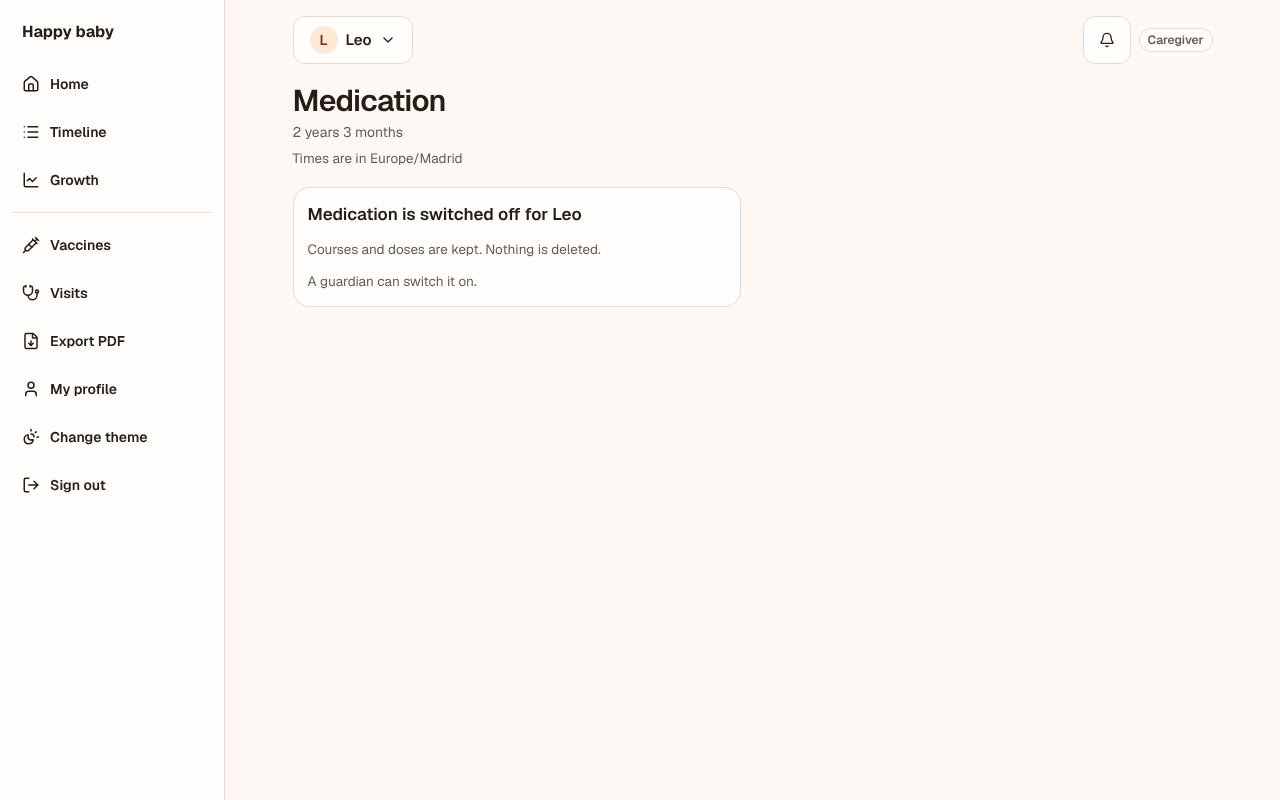 Happy baby
Home
Timeline
Growth
Vaccines
Visits
Export PDF
My profile
Change theme
Sign out
L Leo
Caregiver
Medication
2 years 3 months
Times are in Europe/Madrid
Medication is switched off for Leo
Courses and doses are kept. Nothing is deleted.
A guardian can switch it on.